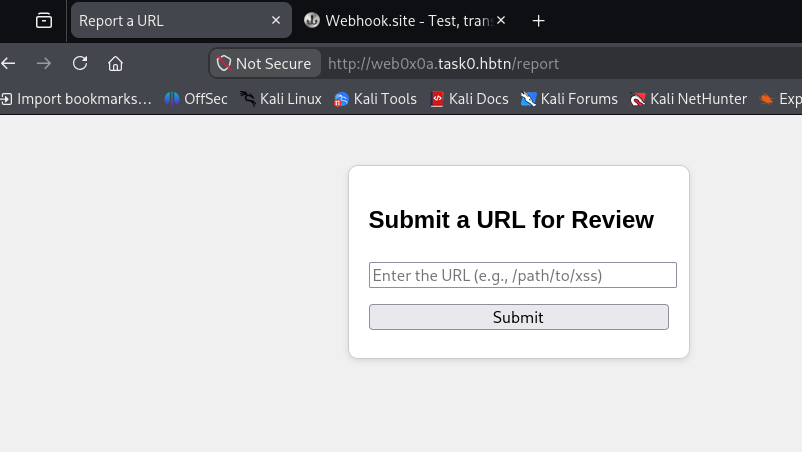 Report a URL
Webhook.site - Test, tran
Not Secure http://web0x0a.task0.hbtn/report
Import bookmarks… OffSec Kali Linux Kali Tools Kali Docs Kali Forums Kali NetHunter Exp
Submit a URL for Review
Enter the URL (e.g., /path/to/xss)
Submit